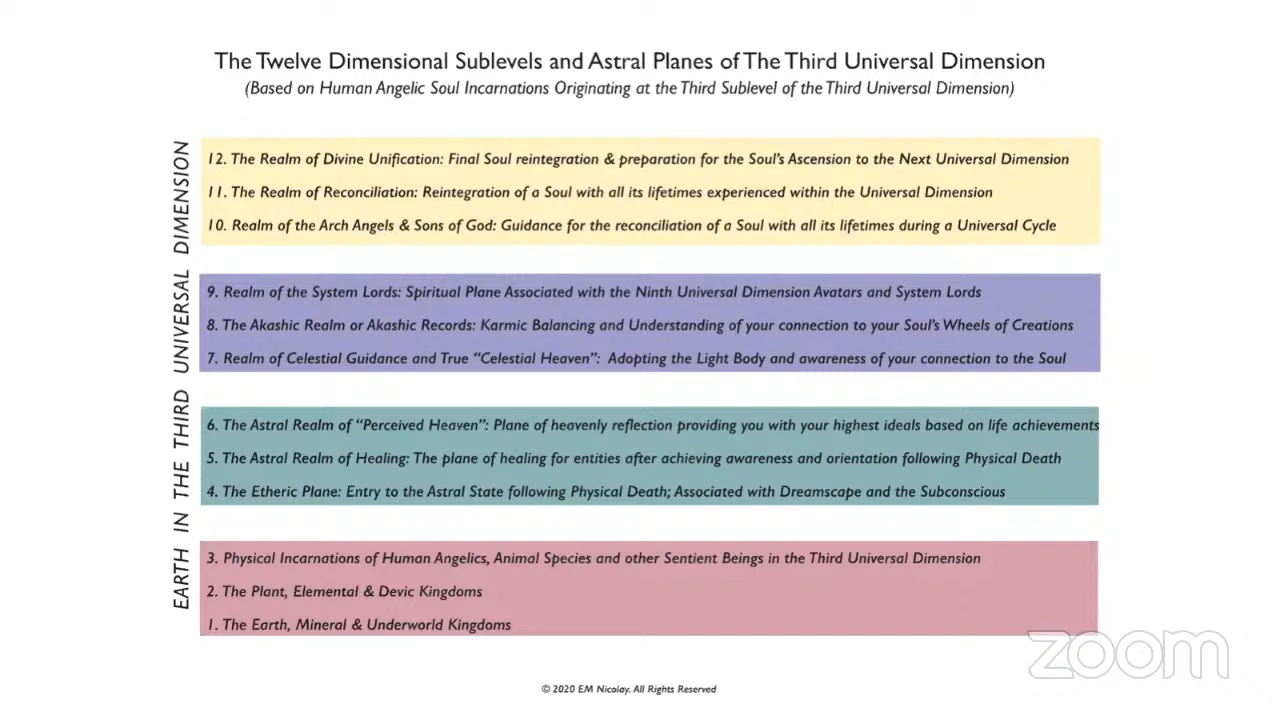 The Twelve Dimensional Sublevels and Astral Planes of The Third Universal Dimension
(Based on Human Angelic Soul Incarnations Originating at the Third Sublevel of the Third Universal Dimension)
EARTH IN THE THIRD UNIVERSAL DIMENSION
12. The Realm of Divine Unification: Final Soul reintegration & preparation for the Soul's Ascension to the Next Universal Dimension
11. The Realm of Reconciliation: Reintegration of a Soul with all its lifetimes experienced within the Universal Dimension
10. Realm of the Arch Angels & Sons of God: Guidance for the reconciliation of a Soul with all its lifetimes during a Universal Cycle
9. Realm of the System Lords: Spiritual Plane Associated with the Ninth Universal Dimension Avatars and System Lords
8. The Akashic Realm or Akashic Records: Karmic Balancing and Understanding of your connection to your Soul's Wheels of Creations
7. Realm of Celestial Guidance and True "Celestial Heaven": Adopting the Light Body and awareness of your connection to the Soul
6. The Astral Realm of "Perceived Heaven": Plane of heavenly reflection providing you with your highest ideals based on life achievements
5. The Astral Realm of Healing: The plane of healing for entities after achieving awareness and orientation following Physical Death
4. The Etheric Plane: Entry to the Astral State following Physical Death; Associated with Dreamscape and the Subconscious
3. Physical Incarnations of Human Angelics, Animal Species and other Sentient Beings in the Third Universal Dimension
2. The Plant, Elemental & Devic Kingdoms
1. The Earth, Mineral & Underworld Kingdoms
zoom
© 2020 EM Nicolay. All Rights Reserved